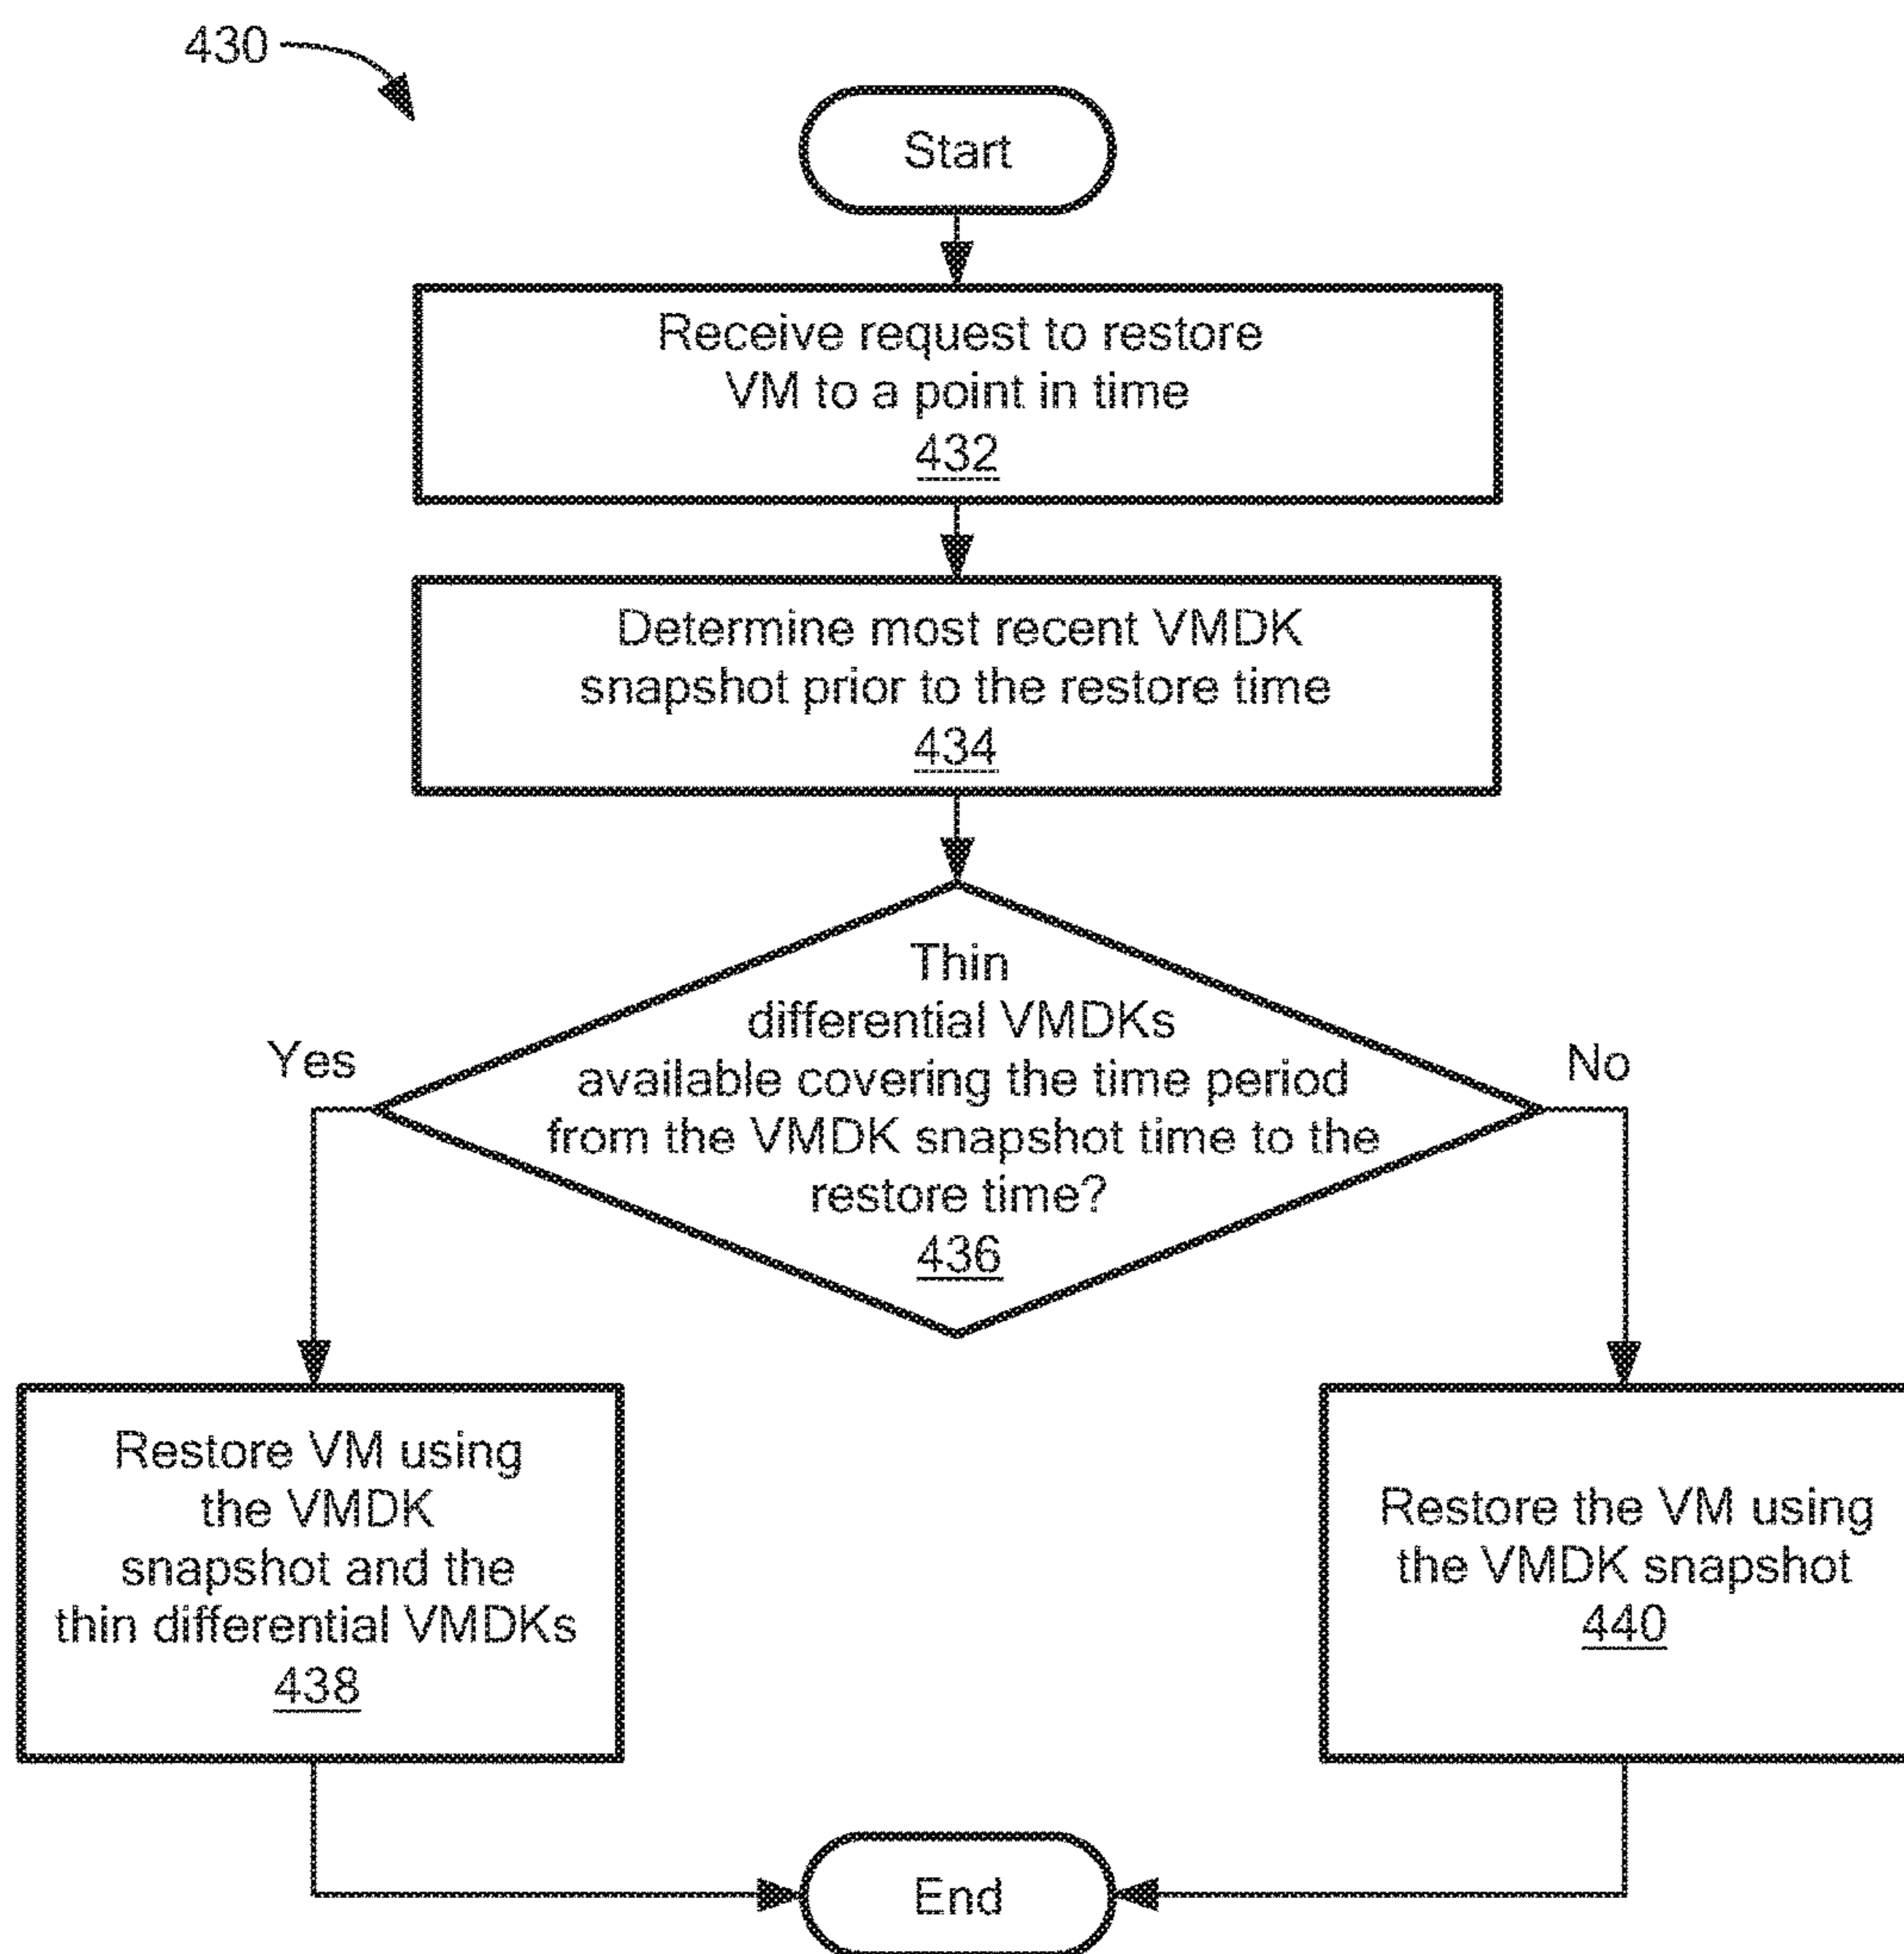 430
Start
Receive request to restore
VM to a point in time
432
Determine most recent VMDK
snapshot prior to the restore time
434
Thin
differential VMDKs
available covering the time period
from the VMDK snapshot time to the
restore time?
436
Yes
No
Restore VM using
the VMDK
snapshot and the
thin differential VMDKs
438
Restore the VM using
the VMDK snapshot
440
End